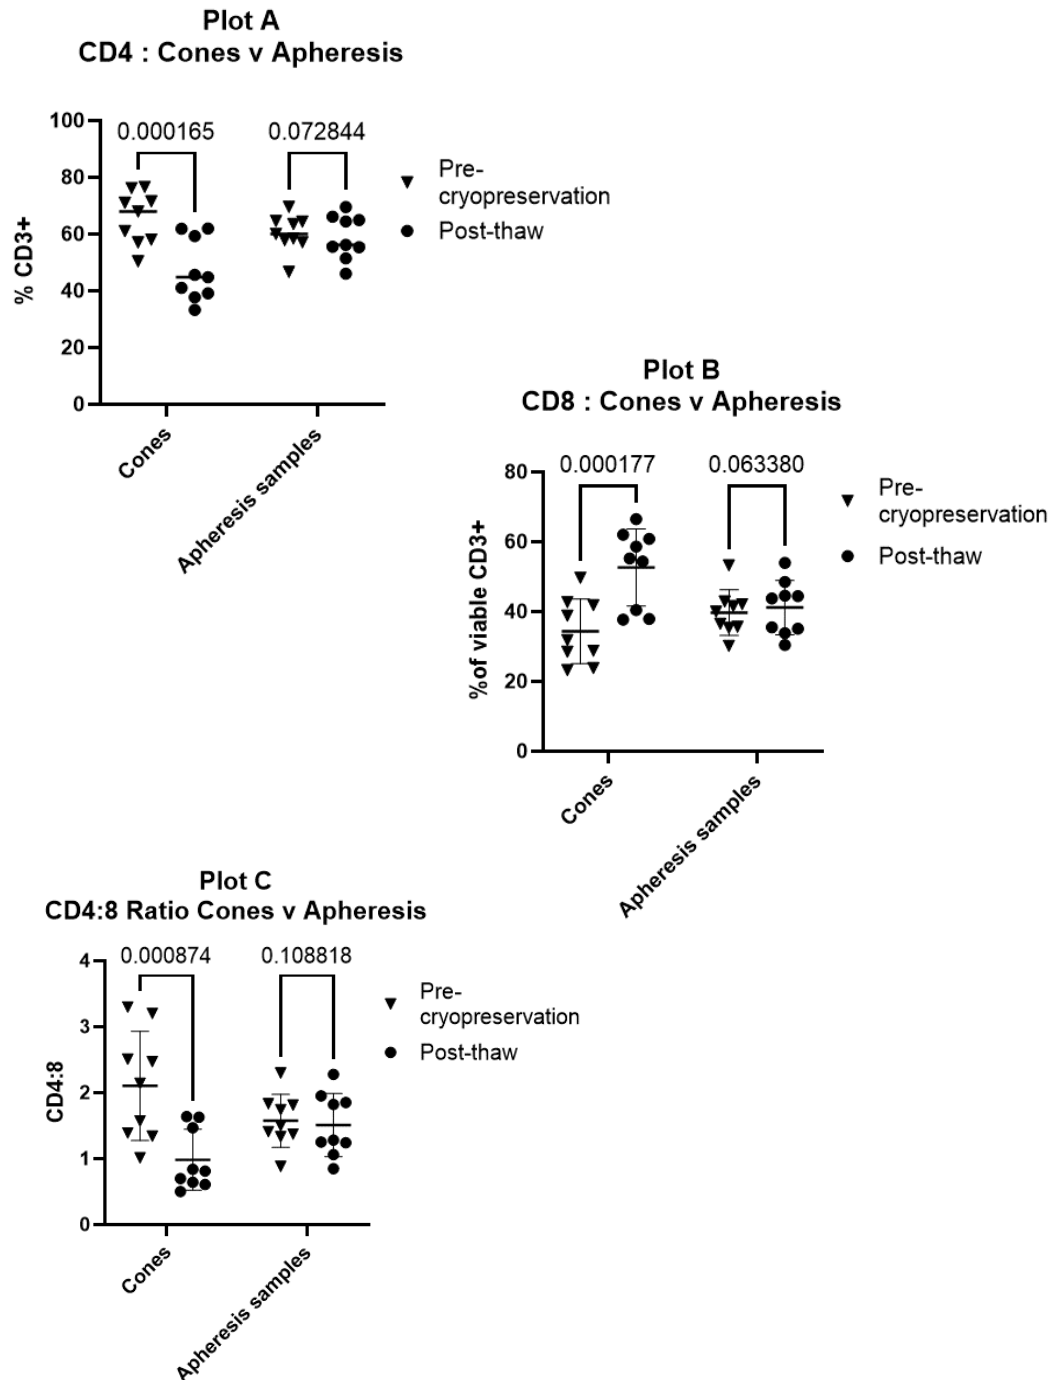 Plot A
CD4 : Cones v Apheresis
100
0.000165
0.072844
80
60
40
20
0
% CD3+
Pre-
cryopreservation
Post-thaw
Cones
Apheresis samples
Plot B
CD8 : Cones v Apheresis
80
0.000177
0.063380
60
40
20
0
%of viable CD3+
Pre-
cryopreservation
Post-thaw
Cones
Apheresis samples
Plot C
CD4:8 Ratio Cones v Apheresis
4
0.000874
0.108818
3
2
1
0
CD4:8
Pre-
cryopreservation
Post-thaw
Cones
Apheresis samples